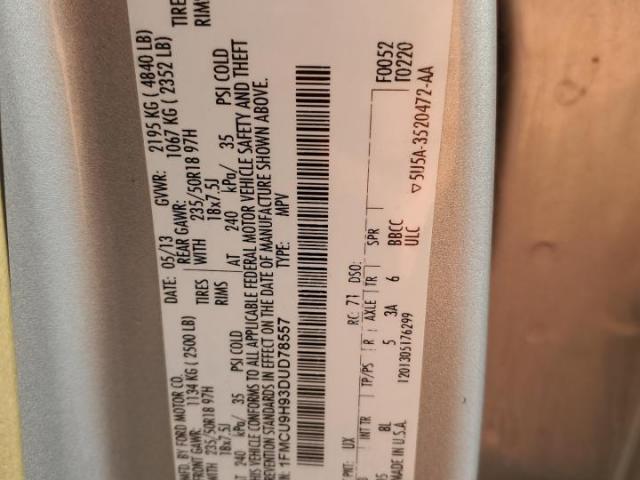 MFD. BY FORD MOTOR CO.
DATE: 05/13 GVWR: 2195 KG ( 4840 LB)
FRONT GAWR: 1134 KG ( 2500 LB) REAR GAWR: 1067 KG ( 2352 LB)
235/50R18 97H TIRES WITH 235/50R18 97H TIRES
18x7.5J RIMS 18x7.5J RIMS
AT 240 kPa/ 35 PSI COLD AT 240 kPa/ 35 PSI COLD
THIS VEHICLE CONFORMS TO ALL APPLICABLE FEDERAL MOTOR VEHICLE SAFETY AND THEFT
PREVENTION STANDARDS IN EFFECT ON THE DATE OF MANUFACTURE SHOWN ABOVE.
1FMCU9H93DUD78557 TYPE: MPV
F0052
T0220
PNT: UX RC: 71 DSO:
INT TR TP/PS R AXLE TR SPR
8L 5 3A 6 BBCC
ULC
MADE IN U.S.A. 1201305176299
▽5U5A-3520472-AA